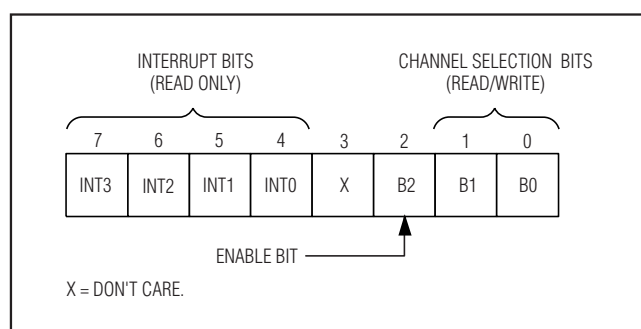 INTERRUPT BITS
(READ ONLY)
CHANNEL SELECTION BITS
(READ/WRITE)
7 6 5 4 3 2 1 0
INT3 INT2 INT1 INT0 X B2 B1 B0
ENABLE BIT
X = DON'T CARE.